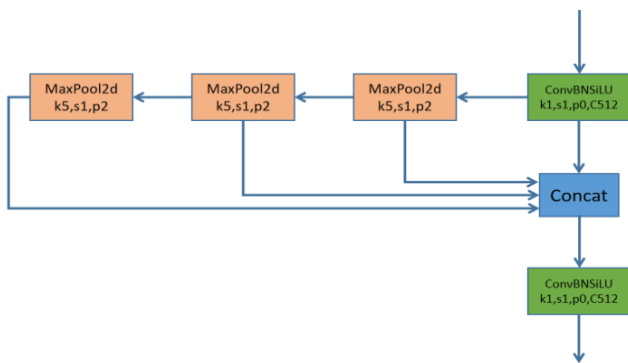 MaxPool2d
k5,s1,p2
MaxPool2d
k5,s1,p2
MaxPool2d
k5,s1,p2
ConvBNSiLU
k1,s1,p0,C512
Concat
ConvBNSiLU
k1,s1,p0,C512